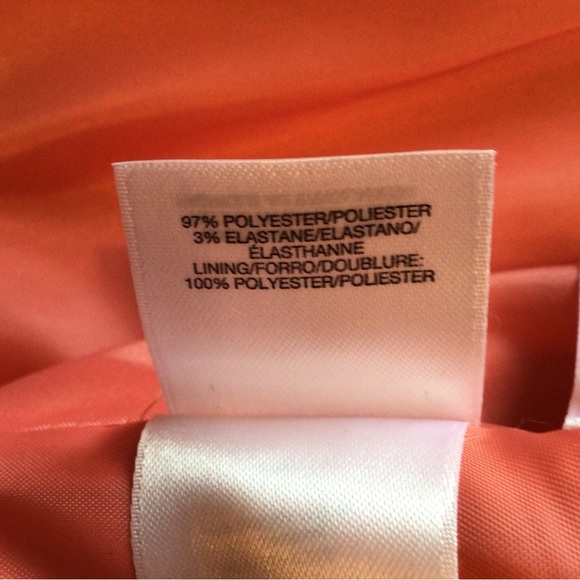 97% POLYESTER/POLIESTER
3% ELASTANE/ELASTANO/
ÉLASTHANNE
LINING/FORRO/DOUBLURE:
100% POLYESTER/POLIESTER